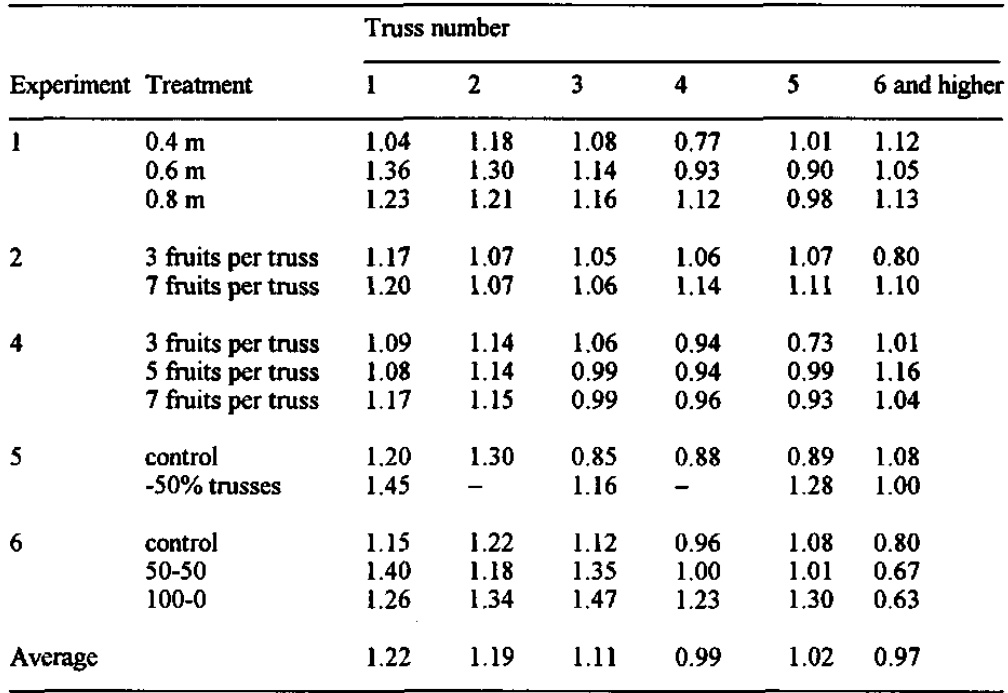 Truss number
Experiment Treatment 1 2 3 4 5 6 and higher
1 0.4 m 1.04 1.18 1.08 0.77 1.01 1.12
0.6 m 1.36 1.30 1.14 0.93 0.90 1.05
0.8 m 1.23 1.21 1.16 1.12 0.98 1.13
2 3 fruits per truss 1.17 1.07 1.05 1.06 1.07 0.80
7 fruits per truss 1.20 1.07 1.06 1.14 1.11 1.10
4 3 fruits per truss 1.09 1.14 1.06 0.94 0.73 1.01
5 fruits per truss 1.08 1.14 0.99 0.94 0.99 1.16
7 fruits per truss 1.17 1.15 0.99 0.96 0.93 1.04
5 control 1.20 1.30 0.85 0.88 0.89 1.08
-50% trusses 1.45 – 1.16 – 1.28 1.00
6 control 1.15 1.22 1.12 0.96 1.08 0.80
50-50 1.40 1.18 1.35 1.00 1.01 0.67
100-0 1.26 1.34 1.47 1.23 1.30 0.63
Average 1.22 1.19 1.11 0.99 1.02 0.97